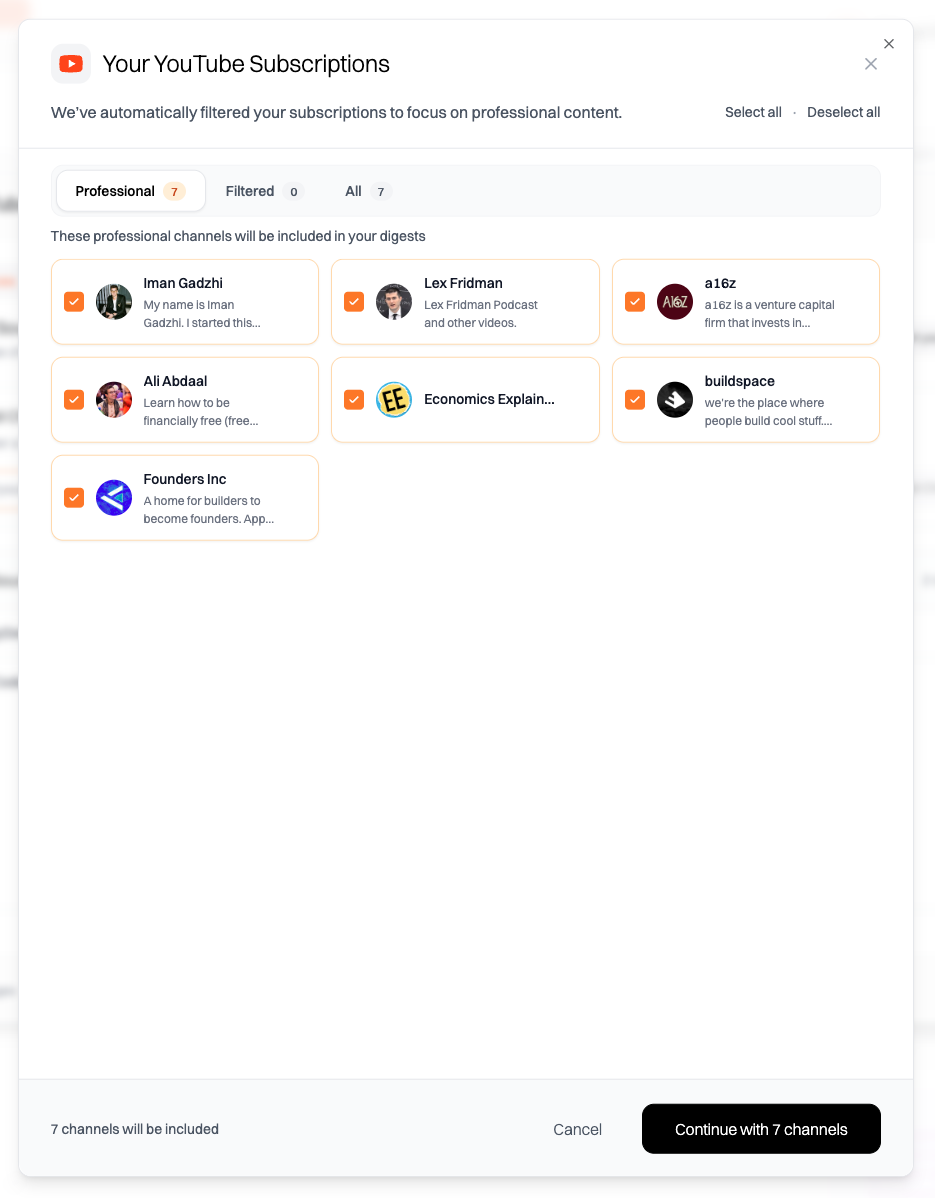 Your YouTube Subscriptions
We've automatically filtered your subscriptions to focus on professional content.
Select all · Deselect all
Professional 7
Filtered 0
All 7
These professional channels will be included in your digests
Iman Gadzhi
My name is Iman
Gadzhi. I started this...
Lex Fridman
Lex Fridman Podcast
and other videos.
a16z
A16Z
a16z is a venture capital
firm that invests in...
Ali Abdaal
Learn how to be
financially free (free...
EE
Economics Explain...
buildspace
we're the place where
people build cool stuff....
Founders Inc
A home for builders to
become founders. App...
7 channels will be included
Cancel
Continue with 7 channels